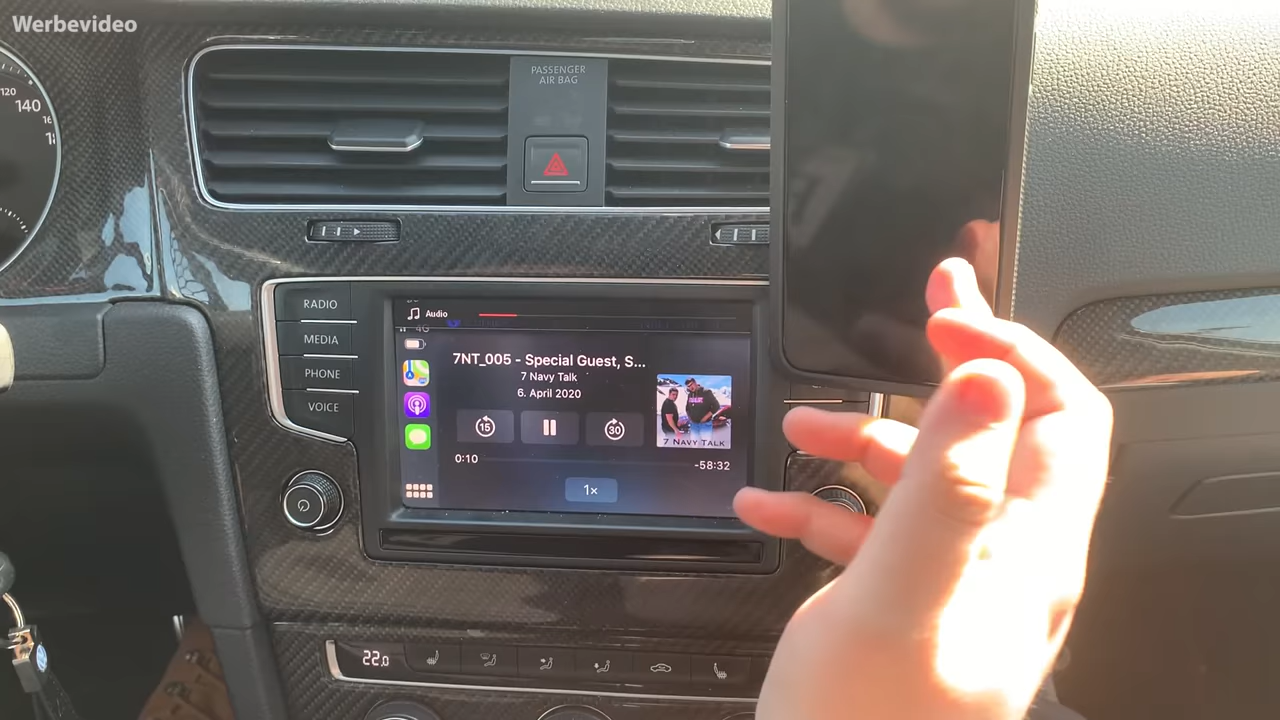 Werbevideo
120
140
PASSENGER
AIR BAG
RADIO
MEDIA
PHONE
VOICE
Audio
4G
7NT_005 - Special Guest, S...
7 Navy Talk
6. April 2020
15
30
7 NAVY TALK
0:10
-58:32
1×
22.0